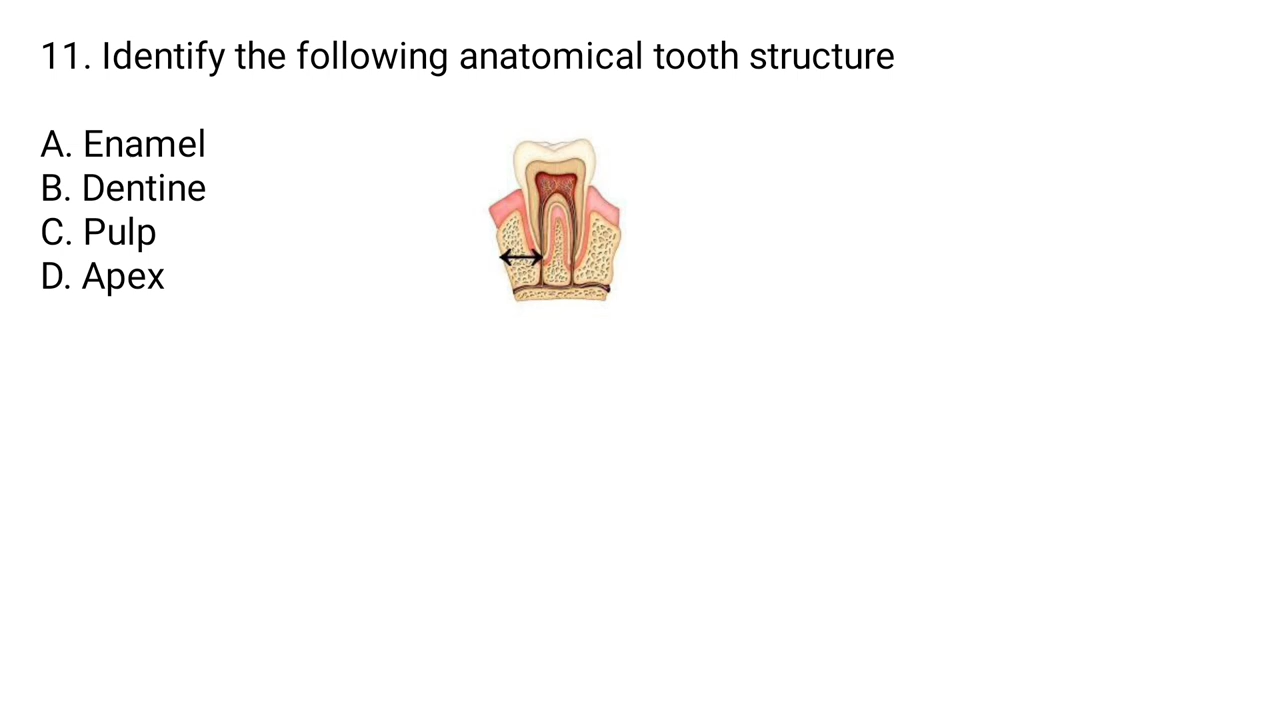 11. Identify the following anatomical tooth structure
A. Enamel
B. Dentine
C. Pulp
D. Apex